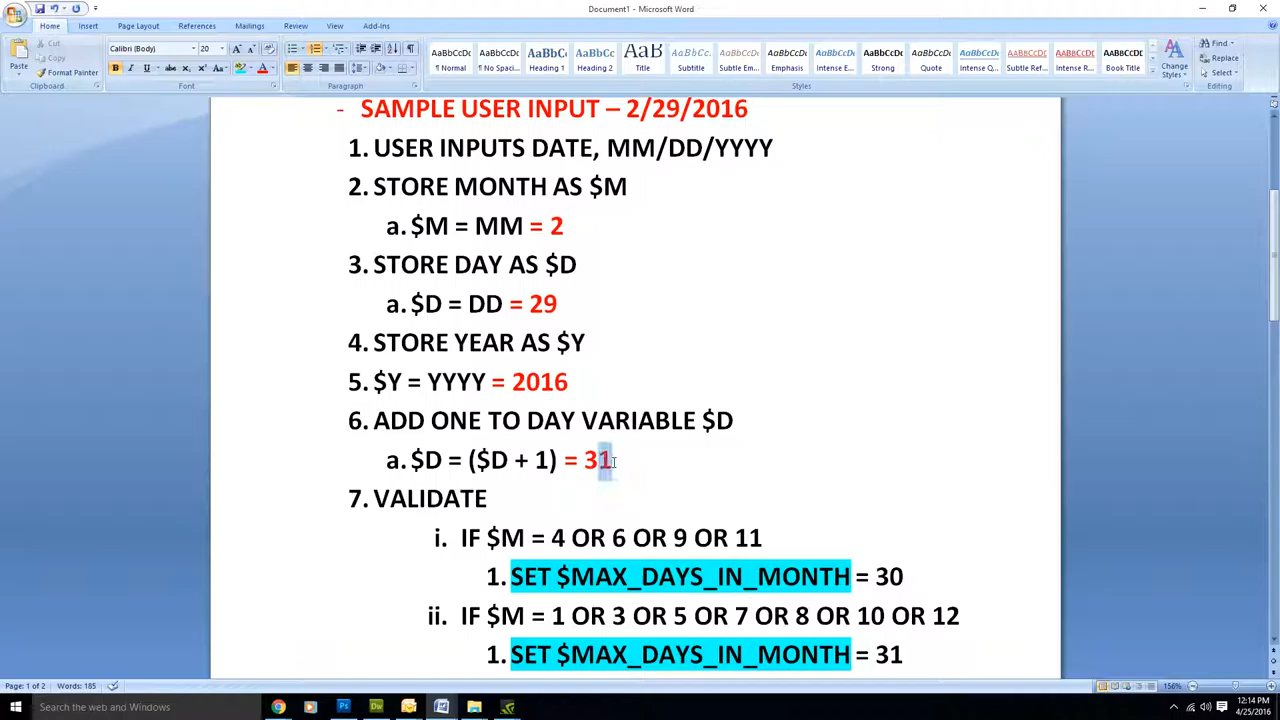 Document1 - Microsoft Word
Home Insert Page Layout References Mailings Review View Add-Ins
Paste
Cut
Copy
Format Painter
Clipboard
Calibri (Body) 20
Font
Paragraph
AaBbCcDc AaBbCcDc AaBbC AaBbCc AaB AaBbCcL AaBbCcDc AaBbCcDc AaBbCcDc AaBbCcDc AaBbCcDc AaBbCcDc AaBbCcDc AaBbCcDc
¶ Normal ¶ No Spaci... Heading 1 Heading 2 Title Subtitle Subtle Em... Emphasis Intense E... Strong Quote Intense Q... Subtle Ref... Intense R... Book Title
Styles
Change Styles
Find
Replace
Select
Editing
- SAMPLE USER INPUT – 2/29/2016
1. USER INPUTS DATE, MM/DD/YYYY
2. STORE MONTH AS $M
a. $M = MM = 2
3. STORE DAY AS $D
a. $D = DD = 29
4. STORE YEAR AS $Y
5. $Y = YYYY = 2016
6. ADD ONE TO DAY VARIABLE $D
a. $D = ($D + 1) = 31
7. VALIDATE
i. IF $M = 4 OR 6 OR 9 OR 11
1. SET $MAX_DAYS_IN_MONTH = 30
ii. IF $M = 1 OR 3 OR 5 OR 7 OR 8 OR 10 OR 12
1. SET $MAX_DAYS_IN_MONTH = 31
Page: 1 of 2 Words: 185
156%
Search the web and Windows
12:14 PM
4/25/2016